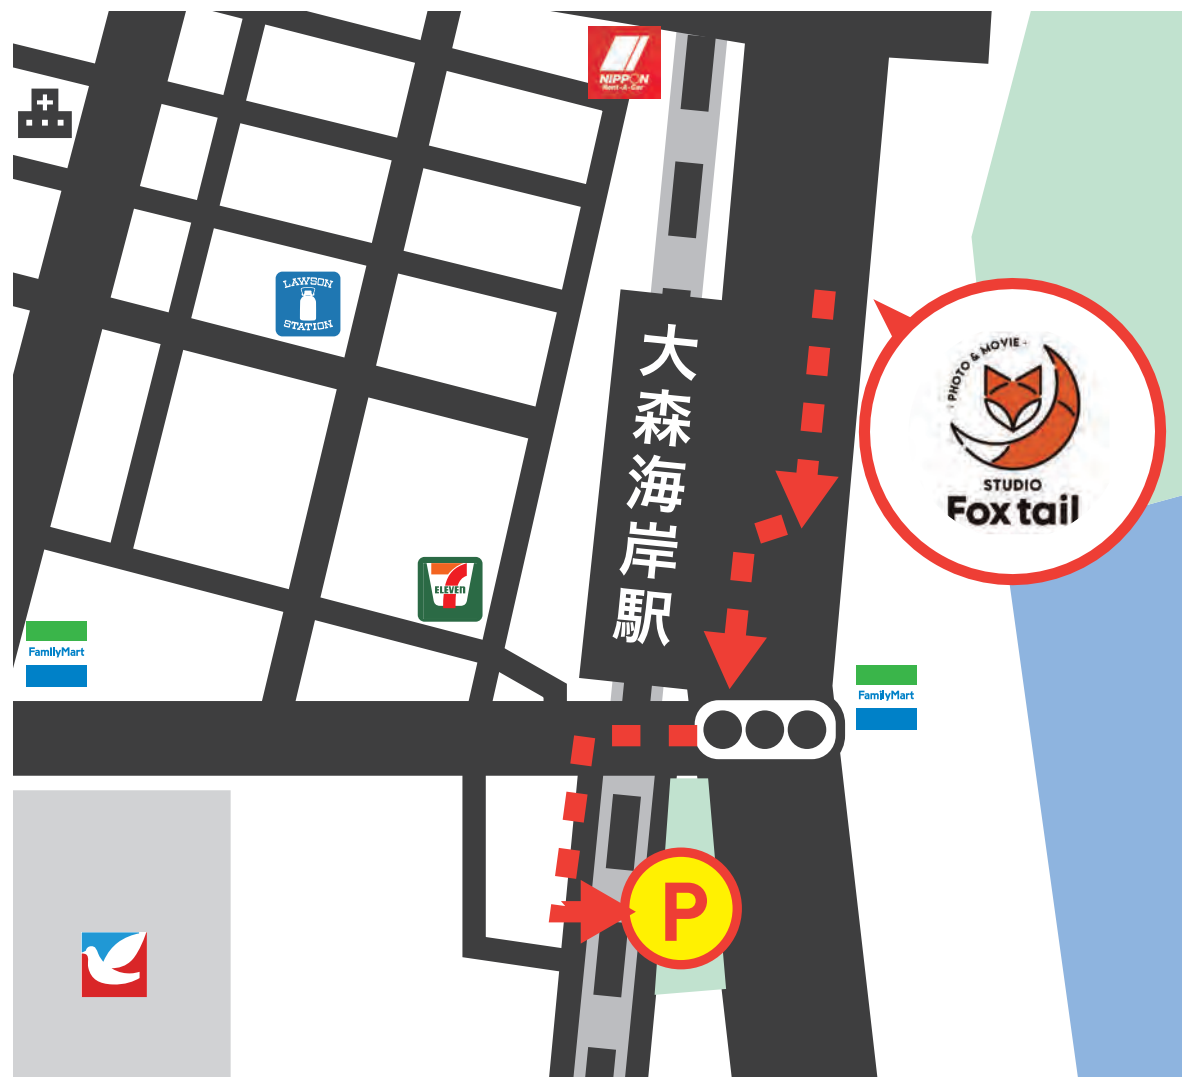 NIPPON
Rent-A-Car
LAWSON
STATION
大森海岸駅
PHOTO & MOVIE
STUDIO
Fox tail
ELEVEN
FamilyMart
FamilyMart
P